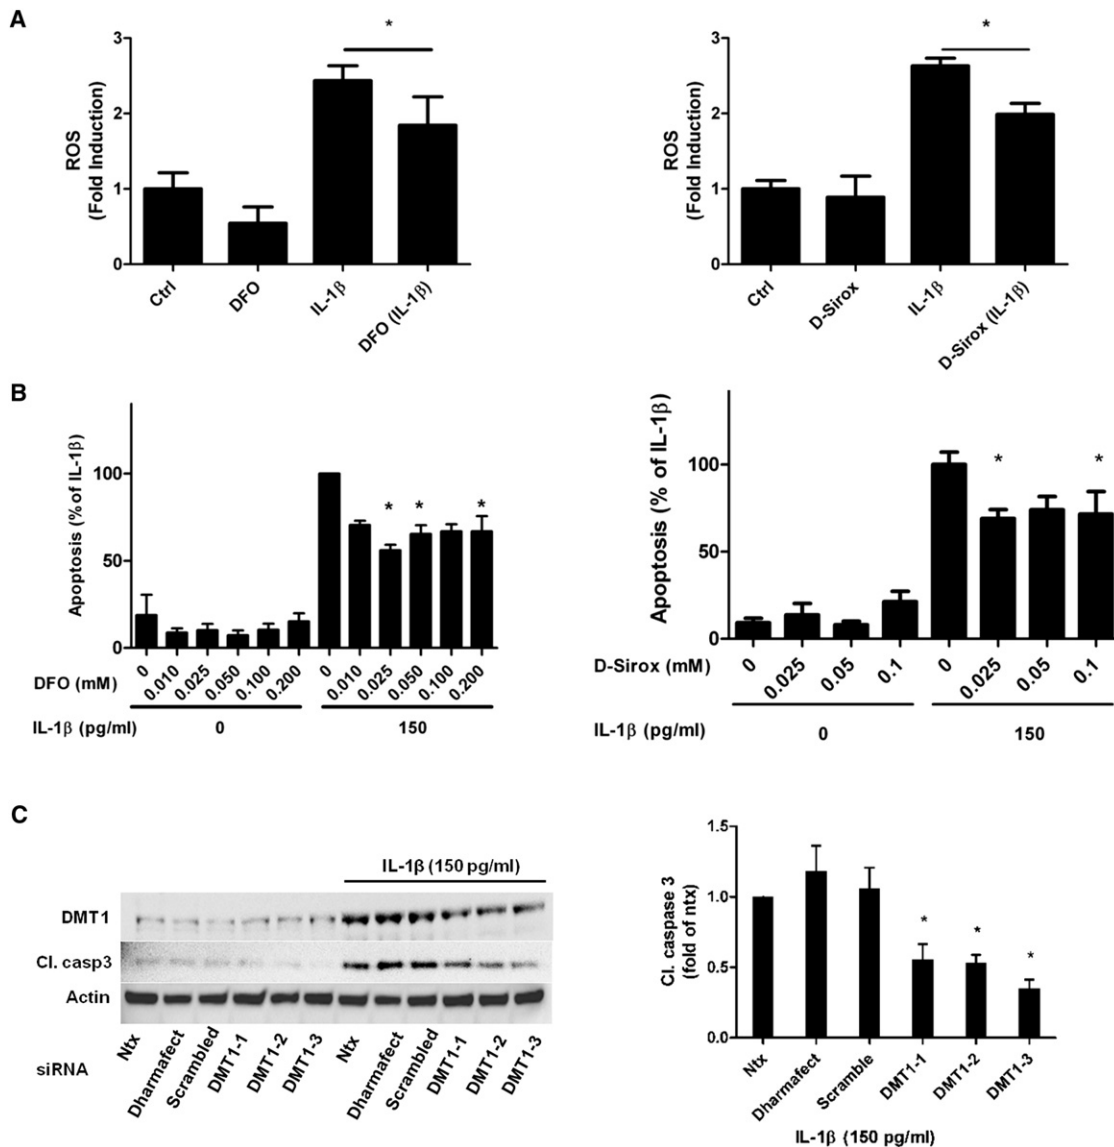 A
*
3
2
1
0
ROS
(Fold Induction)
Ctrl
DFO
IL-1β
DFO (IL-1β)
*
3
2
1
0
ROS
(Fold Induction)
Ctrl
D-Sirox
IL-1β
D-Sirox (IL-1β)
B
Apoptosis (% of IL-1β)
100
50
0
* * *
DFO (mM)
0 0.010 0.025 0.050 0.100 0.200 0 0.010 0.025 0.050 0.100 0.200
IL-1β (pg/ml) 0 150
Apoptosis (% of IL-1β)
100
50
0
* *
D-Sirox (mM)
0 0.025 0.05 0.1 0 0.025 0.05 0.1
IL-1β (pg/ml) 0 150
C
IL-1β (150 pg/ml)
DMT1
Cl. casp3
Actin
siRNA
Ntx Dharmafect Scrambled DMT1-1 DMT1-2 DMT1-3 Ntx Dharmafect Scrambled DMT1-1 DMT1-2 DMT1-3
Cl. caspase 3
(fold of ntx)
1.5
1.0
0.5
0.0
* * *
Ntx
Dharmafect
Scramble
DMT1-1
DMT1-2
DMT1-3
IL-1β (150 pg/ml)